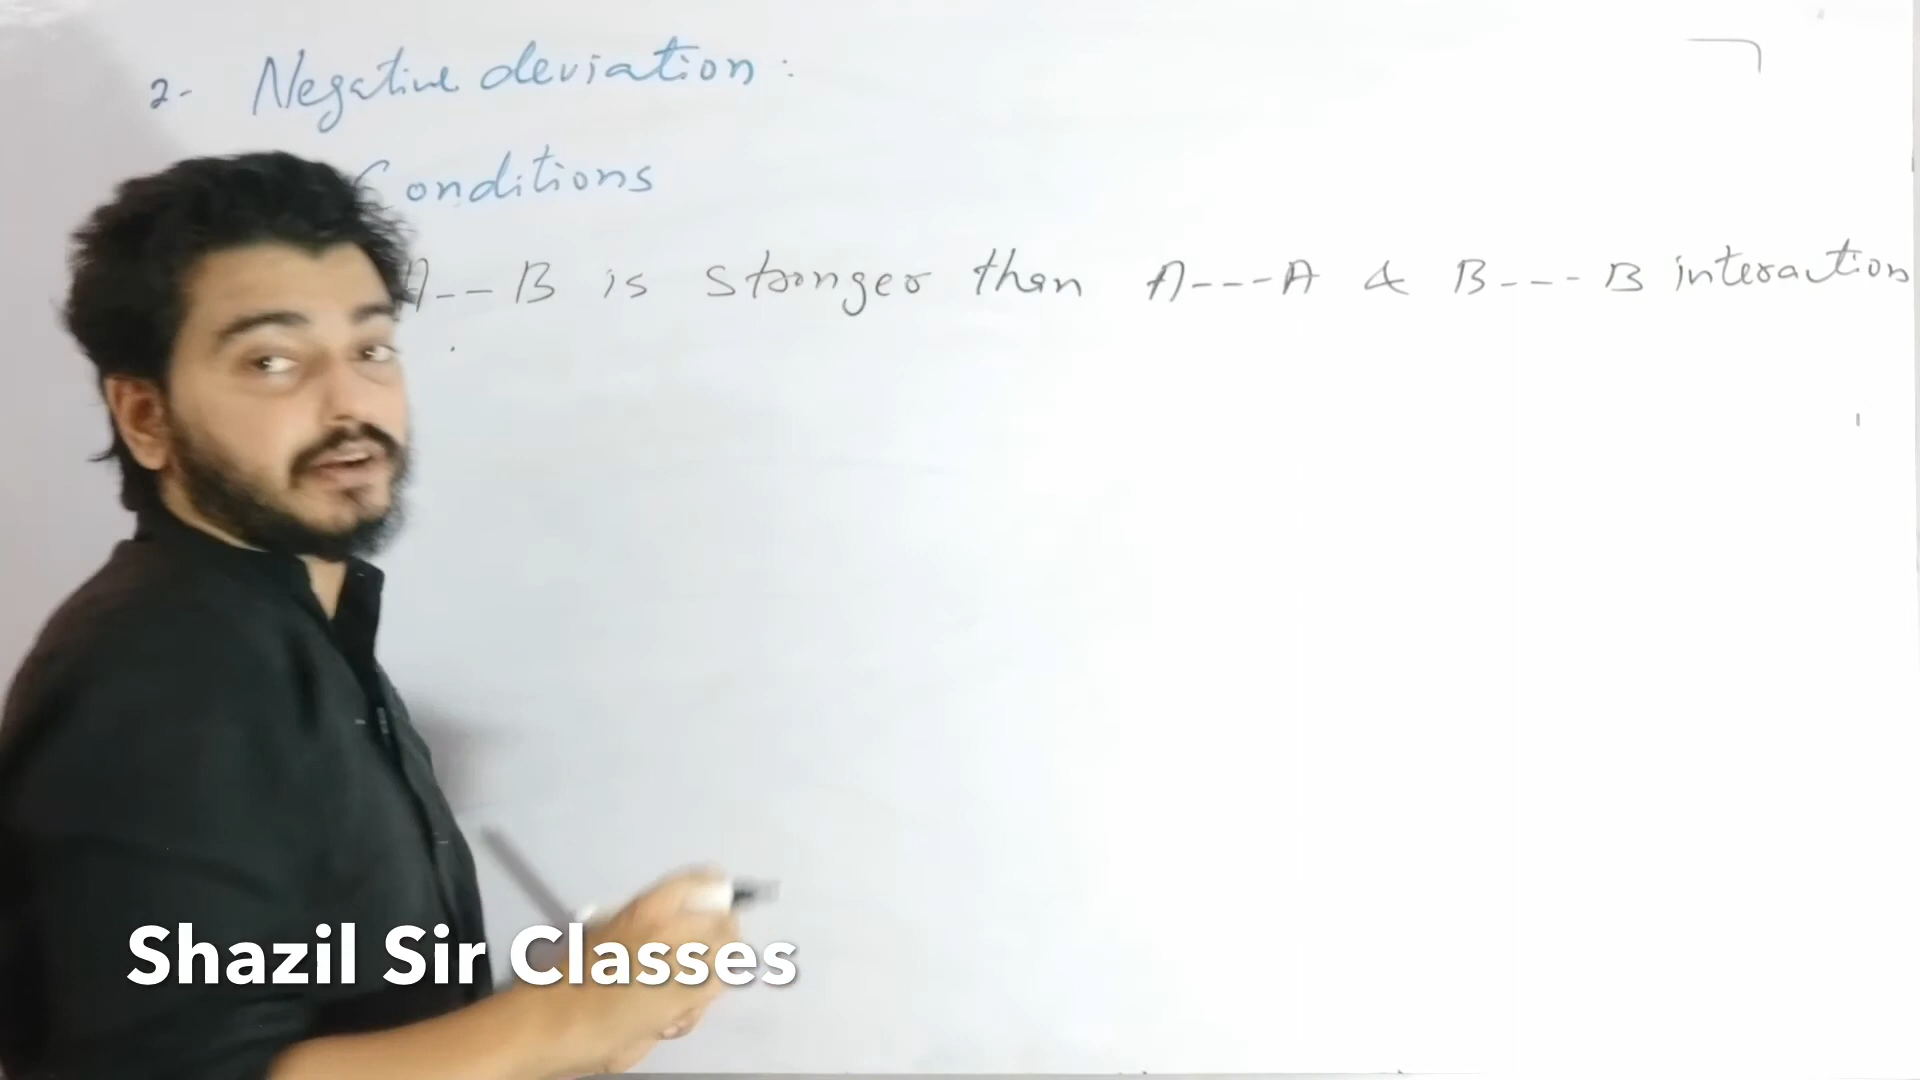 2- Negative deviation:
Conditions
A--B is stronger than A---A & B---B interaction
Shazil Sir Classes